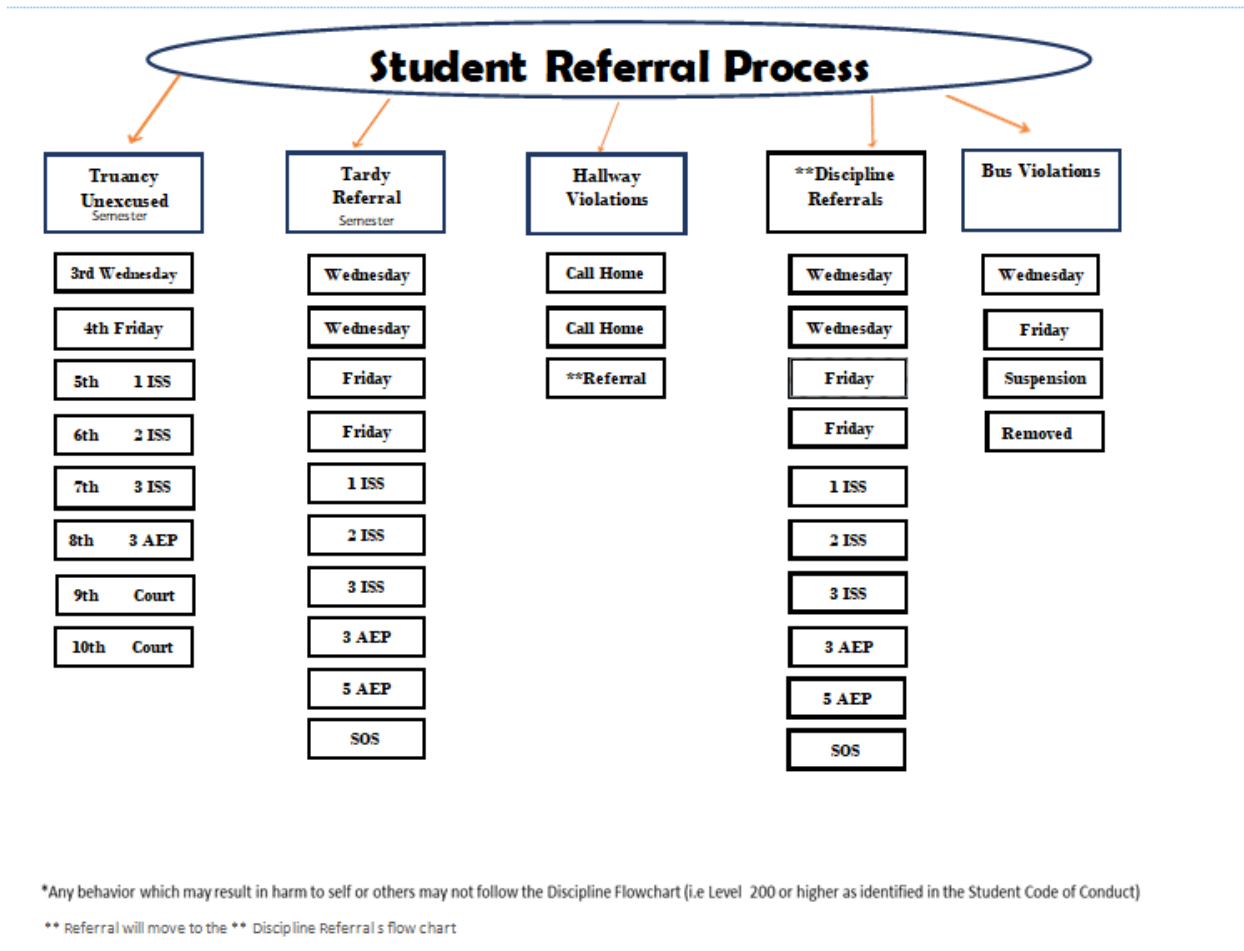 Student Referral Process
Truancy
Unexcused
Semester
3rd Wednesday
4th Friday
5th 1 ISS
6th 2 ISS
7th 3 ISS
8th 3 AEP
9th Court
10th Court
Tardy
Referral
Semester
Wednesday
Wednesday
Friday
Friday
1 ISS
2 ISS
3 ISS
3 AEP
5 AEP
SOS
Hallway
Violations
Call Home
Call Home
**Referral
**Discipline
Referrals
Wednesday
Wednesday
Friday
Friday
1 ISS
2 ISS
3 ISS
3 AEP
5 AEP
SOS
Bus Violations
Wednesday
Friday
Suspension
Removed
*Any behavior which may result in harm to self or others may not follow the Discipline Flowchart (i.e Level 200 or higher as identified in the Student Code of Conduct)
** Referral will move to the ** Discipline Referral s flow chart